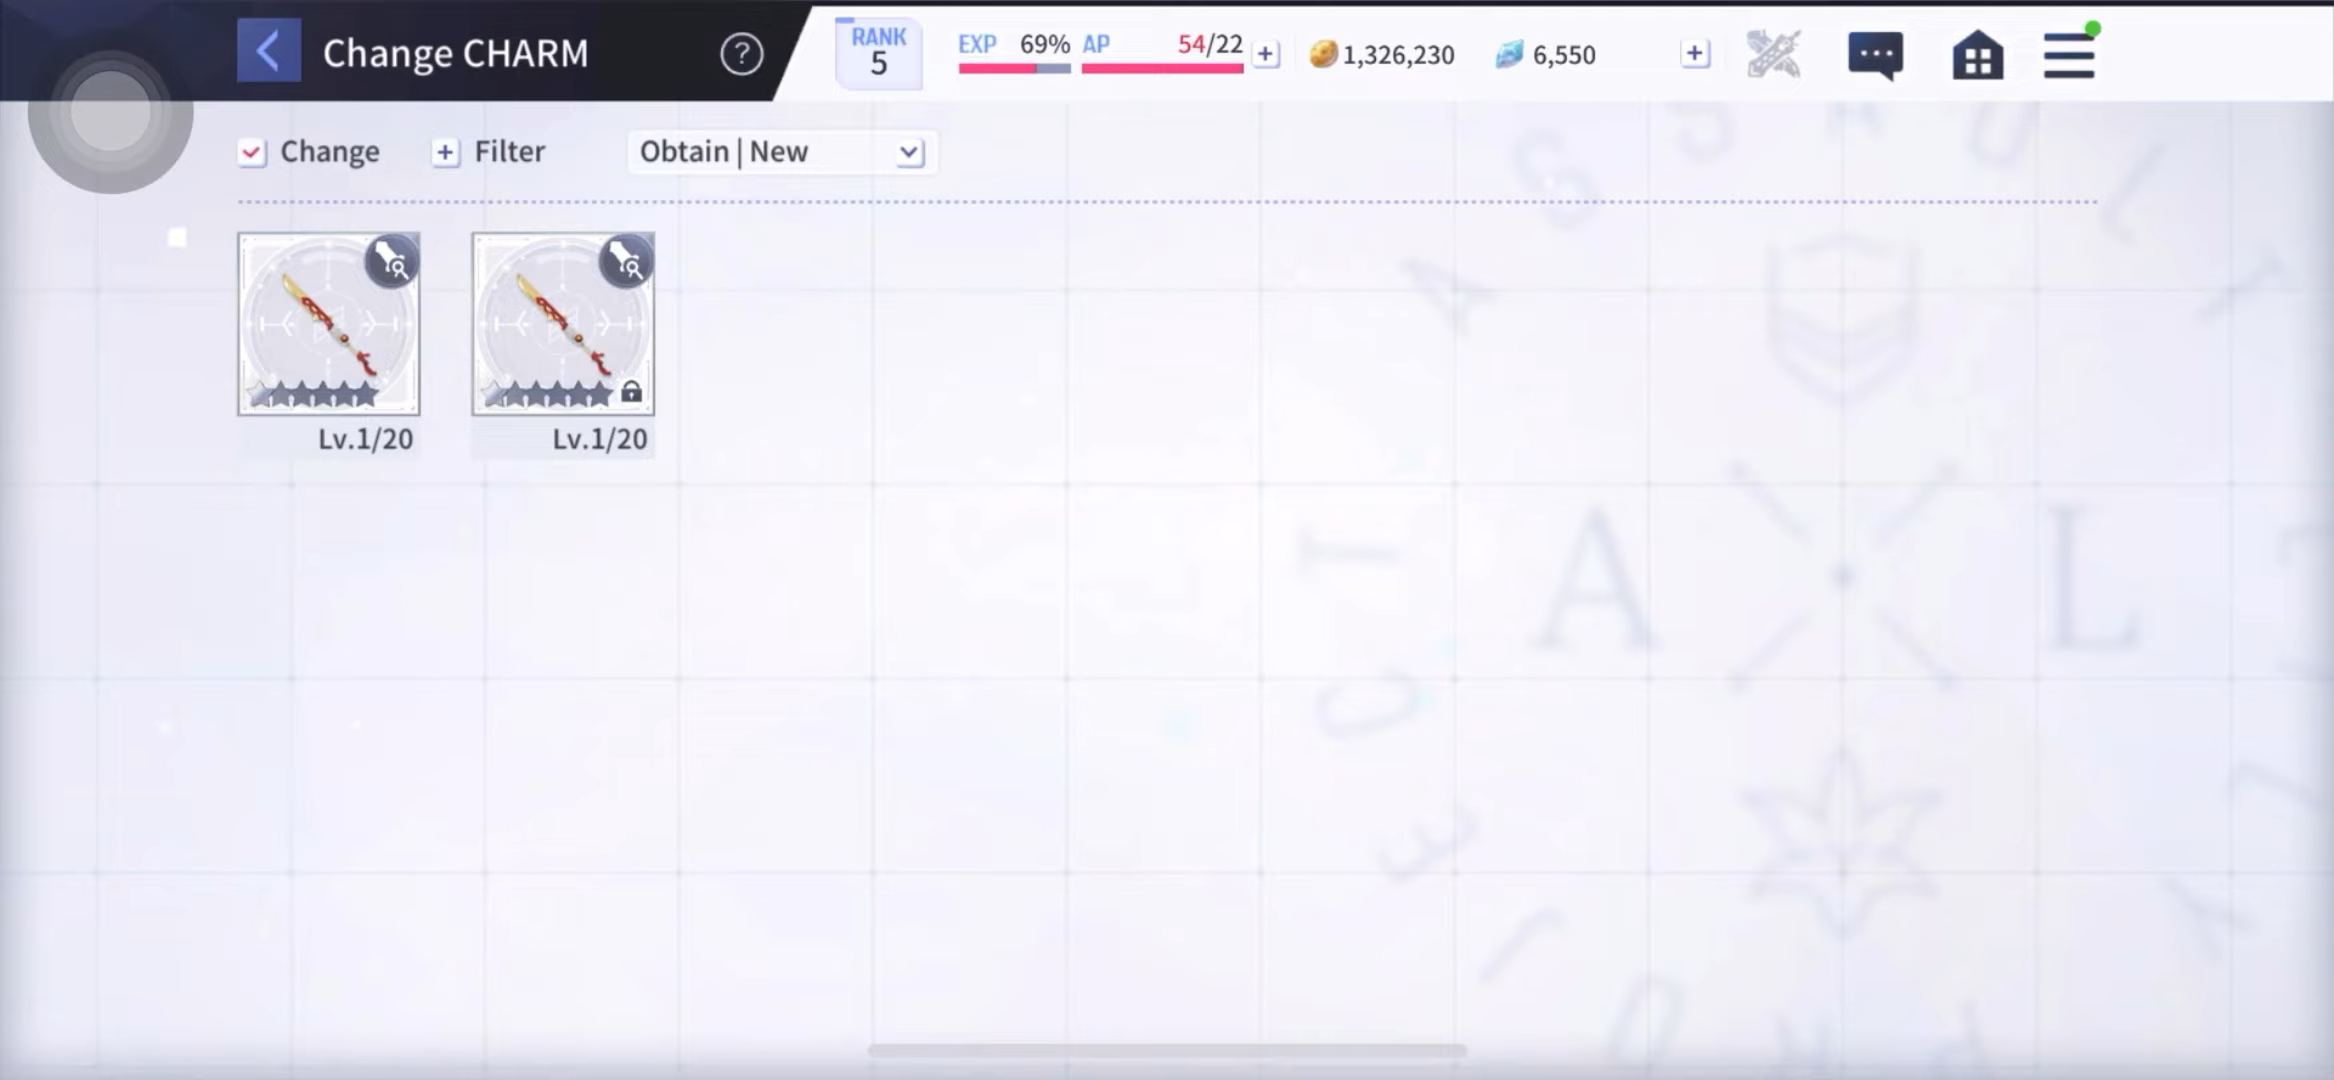 Change CHARM
?
RANK
5
EXP 69%
AP 54/22
1,326,230
6,550
Change
Filter
Obtain | New
Lv.1/20
Lv.1/20
A
L